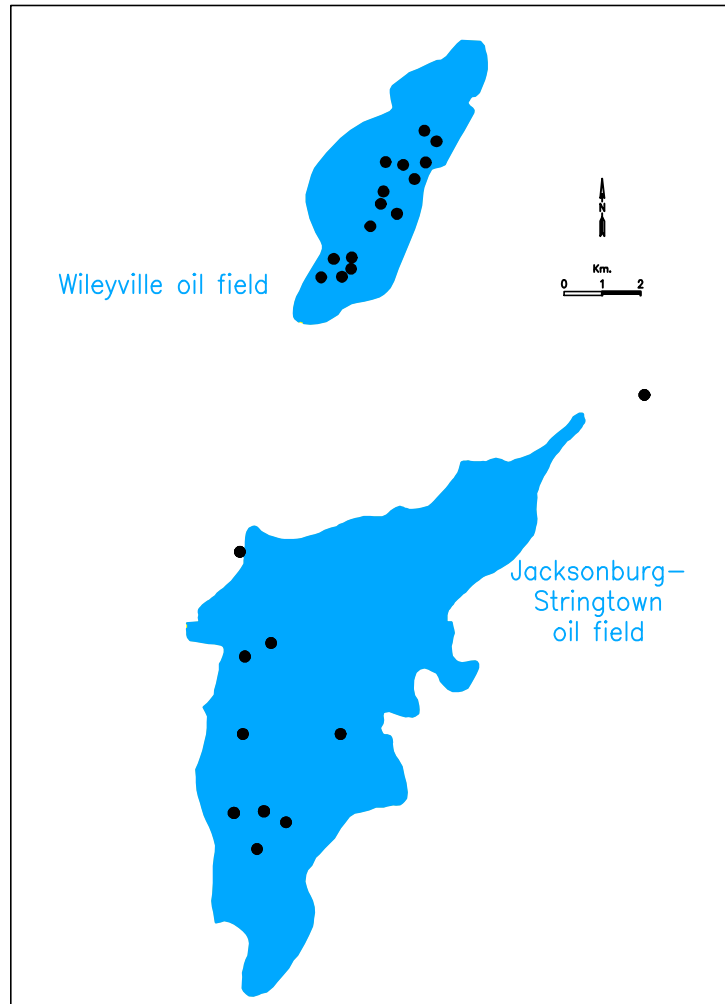 N
Wileyville oil field
Km.
0 1 2
Jacksonburg-
Stringtown
oil field